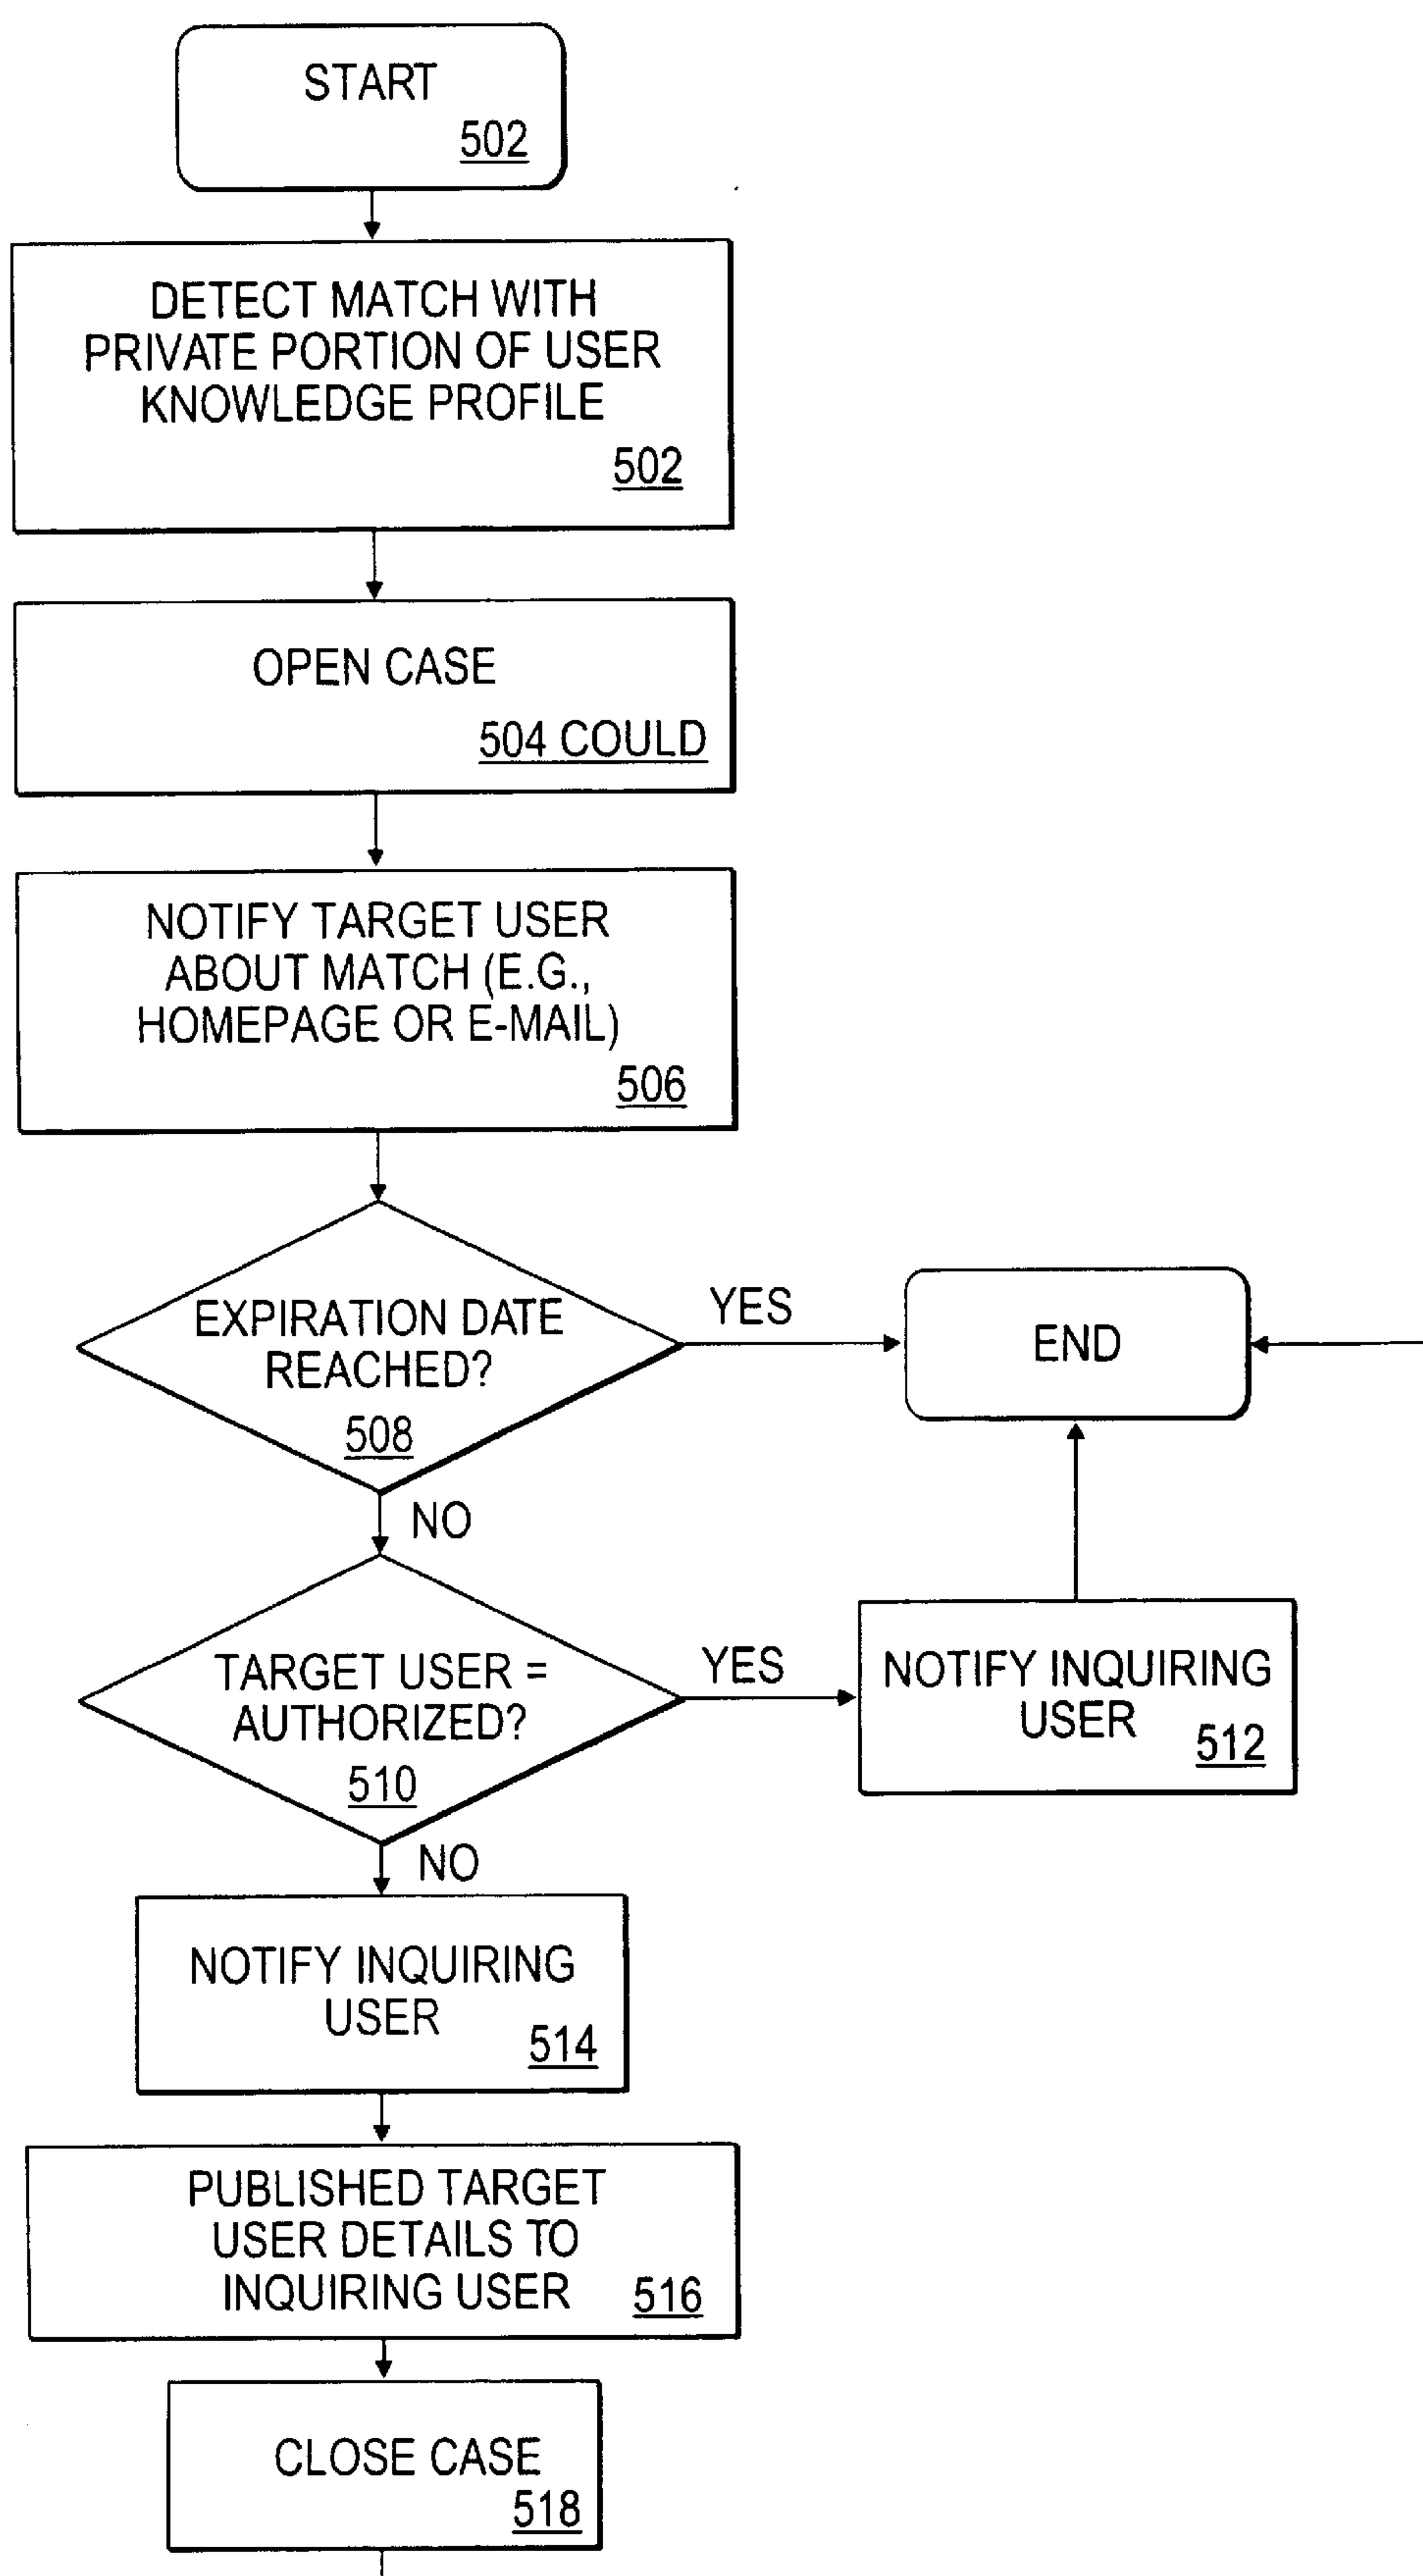 START
502
DETECT MATCH WITH
PRIVATE PORTION OF USER
KNOWLEDGE PROFILE
502
OPEN CASE
504 COULD
NOTIFY TARGET USER
ABOUT MATCH (E.G.,
HOMEPAGE OR E-MAIL)
506
EXPIRATION DATE
REACHED?
508
YES
END
NO
TARGET USER =
AUTHORIZED?
510
YES
NOTIFY INQUIRING
USER
512
NO
NOTIFY INQUIRING
USER
514
PUBLISHED TARGET
USER DETAILS TO
INQUIRING USER
516
CLOSE CASE
518